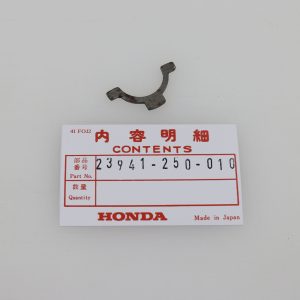 41 FO22
内容明細
CONTENTS
部品番号
Part No.
23941-250-010
数量
Quantity
HONDA
Made in Japan